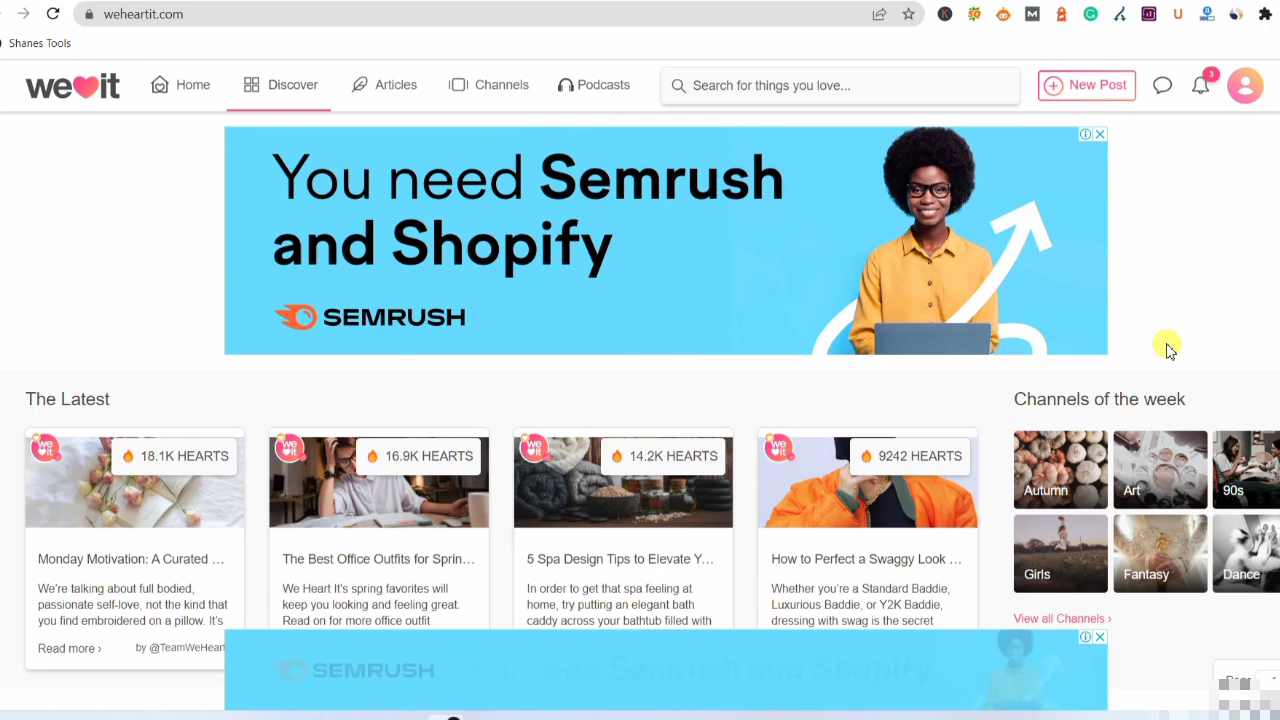 weheartit.com
Shanes Tools
we it
Home
Discover
Articles
Channels
Podcasts
Search for things you love...
New Post
3
You need Semrush
and Shopify
SEMRUSH
The Latest
Channels of the week
18.1K HEARTS
16.9K HEARTS
14.2K HEARTS
9242 HEARTS
Autumn
Art
90s
Girls
Fantasy
Dance
View all Channels ›
Monday Motivation: A Curated ...
We're talking about full bodied,
passionate self-love, not the kind that
you find embroidered on a pillow. It's
Read more ›
by @TeamWeHeart
The Best Office Outfits for Sprin...
We Heart It's spring favorites will
keep you looking and feeling great.
Read on for more office outfit
5 Spa Design Tips to Elevate Y...
In order to get that spa feeling at
home, try putting an elegant bath
caddy across your bathtub filled with
How to Perfect a Swaggy Look ...
Whether you're a Standard Baddie,
Luxurious Baddie, or Y2K Baddie,
dressing with swag is the secret
SEMRUSH
You need Semrush and Shopify